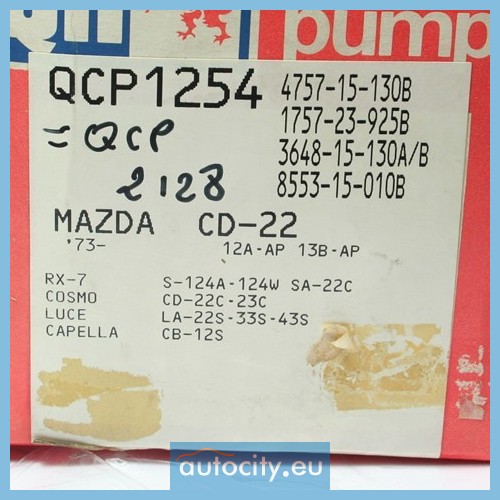 QH pump
QCP1254
4757-15-130B
1757-23-925B
3648-15-130A/B
8553-15-010B
= QCP
2128
MAZDA CD-22
'73- 12A-AP 13B-AP
RX-7 S-124A-124W SA-22C
COSMO CD-22C-23C
LUCE LA-22S-33S-43S
CAPELLA CB-12S
autocity.eu